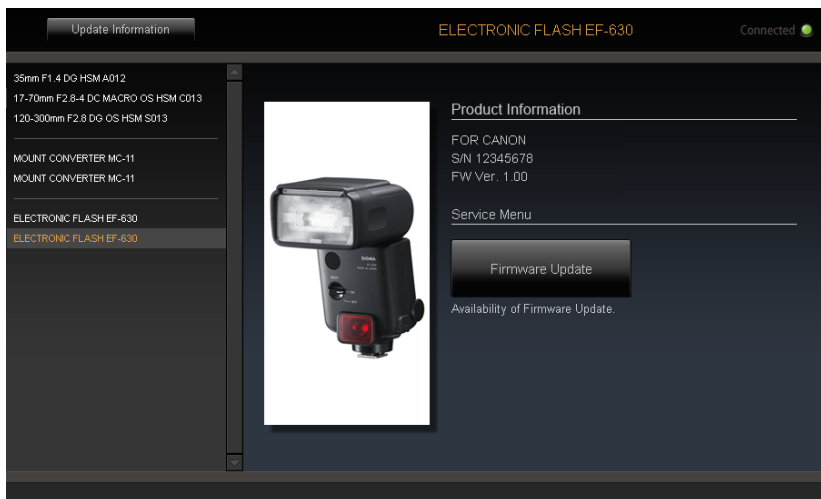 Update Information
ELECTRONIC FLASH EF-630
Connected
35mm F1.4 DG HSM A012
17-70mm F2.8-4 DC MACRO OS HSM C013
120-300mm F2.8 DG OS HSM S013
MOUNT CONVERTER MC-11
MOUNT CONVERTER MC-11
ELECTRONIC FLASH EF-630
ELECTRONIC FLASH EF-630
SIGMA
Product Information
FOR CANON
S/N 12345678
FW Ver. 1.00
Service Menu
Firmware Update
Availability of Firmware Update.